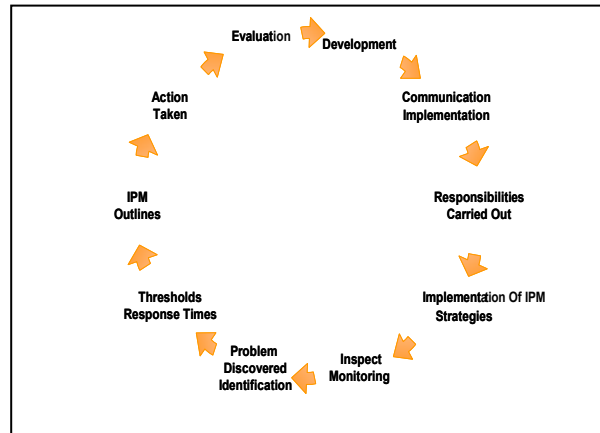 Evaluation
Development
Communication
Implementation
Responsibilities
Carried Out
Implementation Of IPM
Strategies
Inspect
Monitoring
Problem
Discovered
Identification
Thresholds
Response Times
IPM
Outlines
Action
Taken